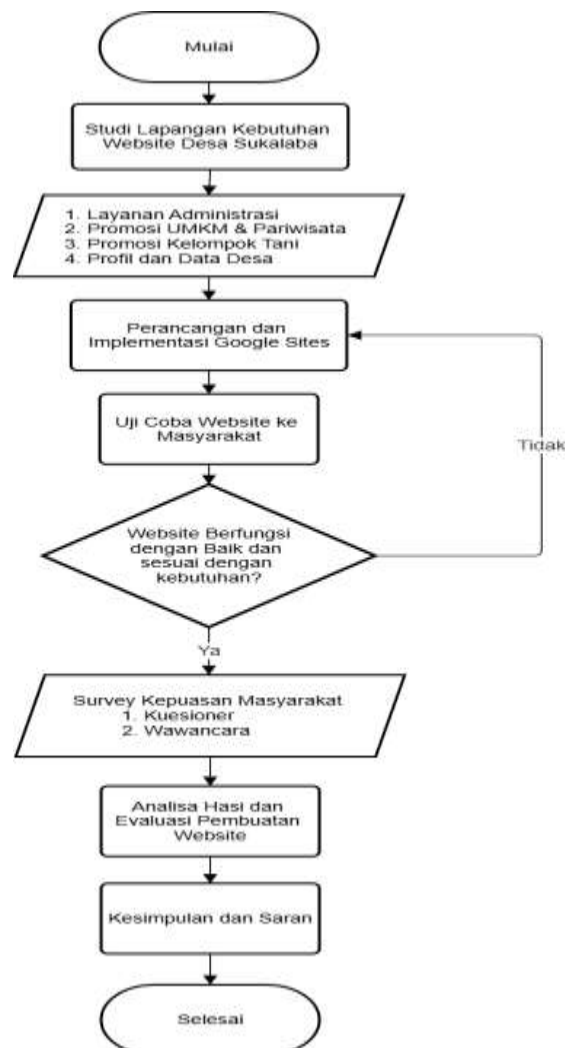 Mulai
Studi Lapangan Kebutuhan
Website Desa Sukalaba
1. Layanan Administrasi
2. Promosi UMKM & Pariwisata
3. Promosi Kelompok Tani
4. Profil dan Data Desa
Perancangan dan
Implementasi Google Sites
Uji Coba Website ke
Masyarakat
Tidak
Website Berfungsi
dengan Baik dan
sesuai dengan
kebutuhan?
Ya
Survey Kepuasan Masyarakat
1. Kuesioner
2. Wawancara
Analisa Hasi dan
Evaluasi Pembuatan
Website
Kesimpulan dan Saran
Selesai